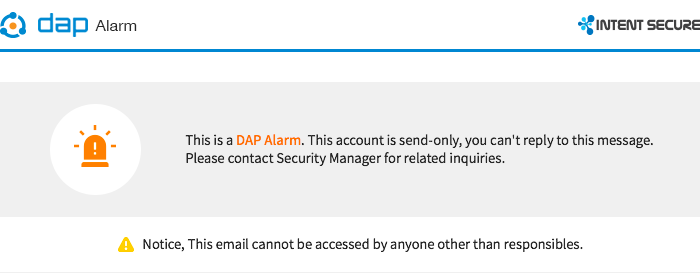 dap Alarm
INTENT SECURE
This is a DAP Alarm. This account is send-only, you can't reply to this message.
Please contact Security Manager for related inquiries.
Notice, This email cannot be accessed by anyone other than responsibles.